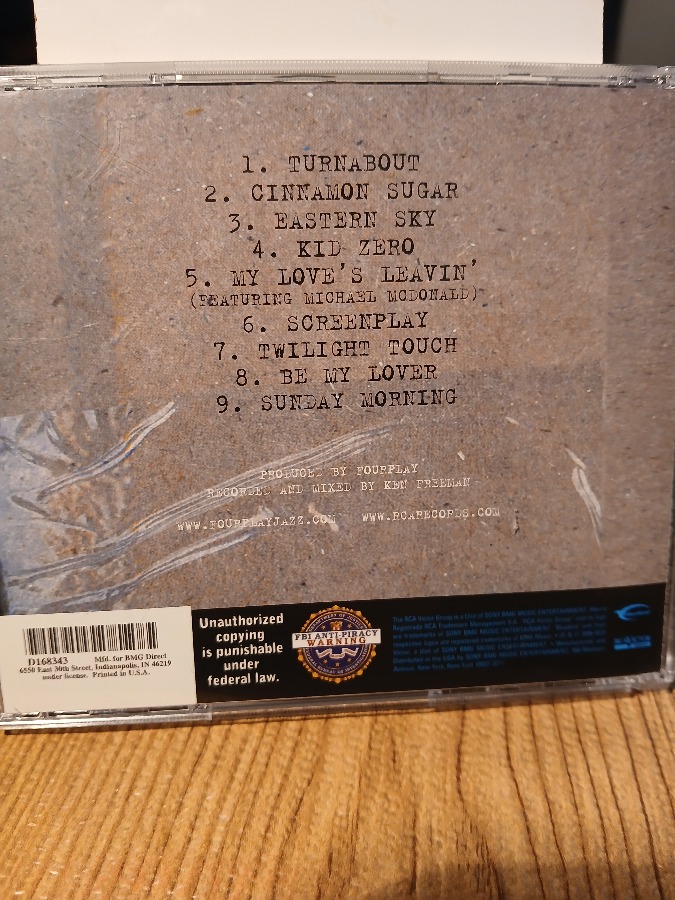 1. TURNABOUT
2. CINNAMON SUGAR
3. EASTERN SKY
4. KID ZERO
5. MY LOVE'S LEAVIN'
(FEATURING MICHAEL MCDONALD)
6. SCREENPLAY
7. TWILIGHT TOUCH
8. BE MY LOVER
9. SUNDAY MORNING
PRODUCED BY FOURPLAY
RECORDED AND MIXED BY KEN FREEMAN
WWW.FOURPLAYJAZZ.COM WWW.RCARECORDS.COM
Unauthorized
copying
is punishable
under
federal law.
FBI ANTI-PIRACY
WARNING
D168343 Mfd. for BMG Direct
6550 East 30th Street, Indianapolis, IN 46219
under license. Printed in U.S.A.